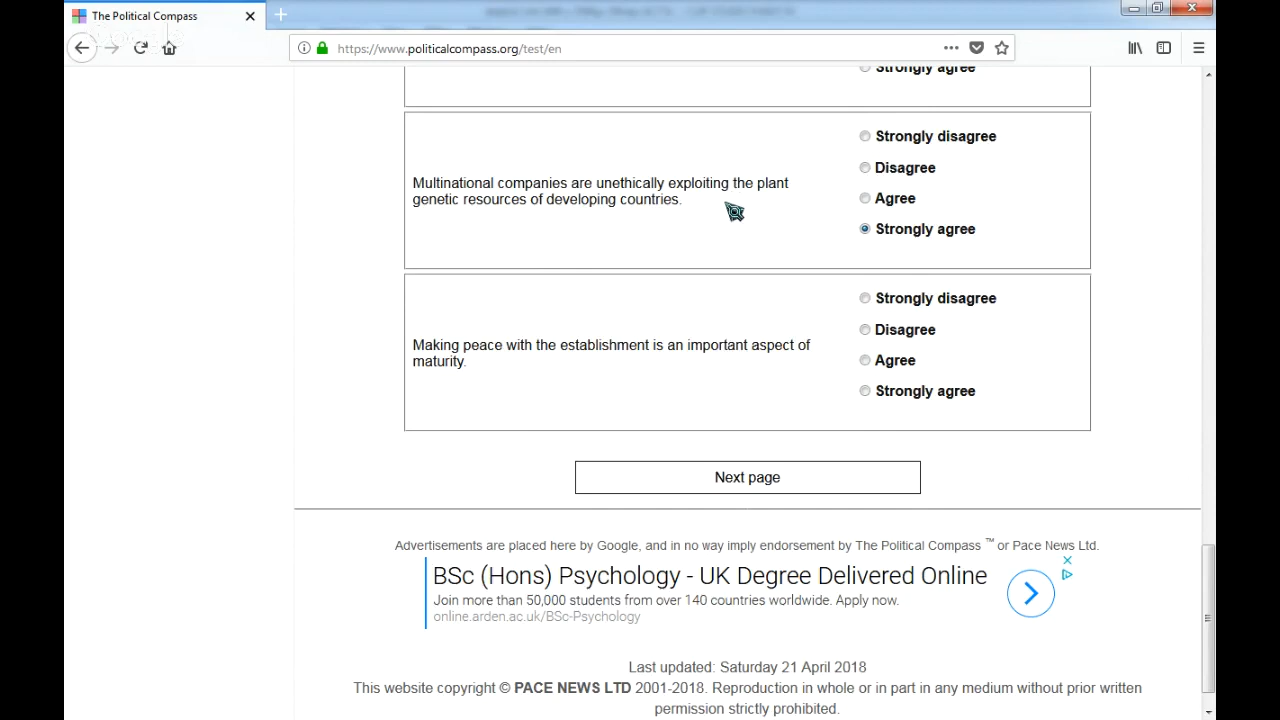 The Political Compass
https://www.politicalcompass.org/test/en
Strongly agree
Multinational companies are unethically exploiting the plant
genetic resources of developing countries.
Strongly disagree
Disagree
Agree
Strongly agree
Making peace with the establishment is an important aspect of
maturity.
Strongly disagree
Disagree
Agree
Strongly agree
Next page
Advertisements are placed here by Google, and in no way imply endorsement by The Political Compass ™ or Pace News Ltd.
BSc (Hons) Psychology - UK Degree Delivered Online
Join more than 50,000 students from over 140 countries worldwide. Apply now.
online.arden.ac.uk/BSc-Psychology
Last updated: Saturday 21 April 2018
This website copyright © PACE NEWS LTD 2001-2018. Reproduction in whole or in part in any medium without prior written
permission strictly prohibited.